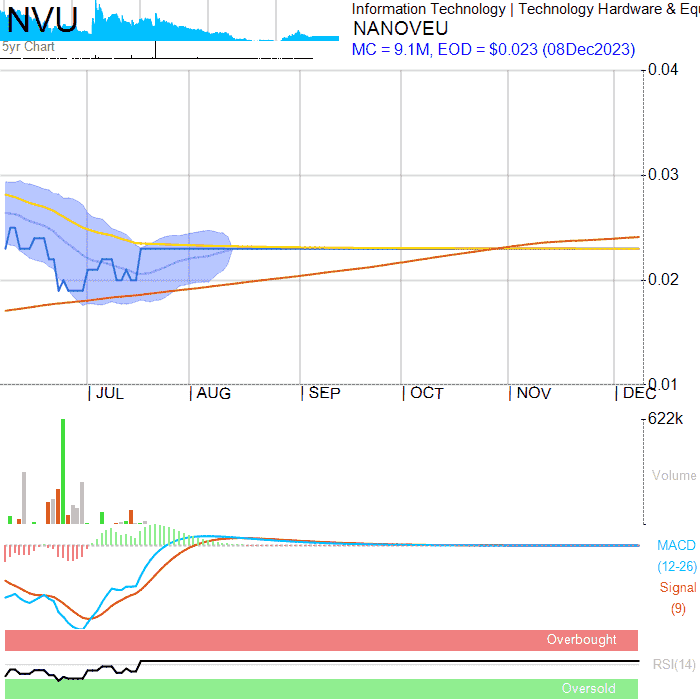 NVU
5yr Chart
Information Technology | Technology Hardware & Eq
NANOVEU
MC = 9.1M, EOD = $0.023 (08Dec2023)
0.04
0.03
0.02
0.01
JUL AUG SEP OCT NOV DEC
622k
Volume
MACD
(12-26)
Signal
(9)
Overbought
RSI(14)
Oversold